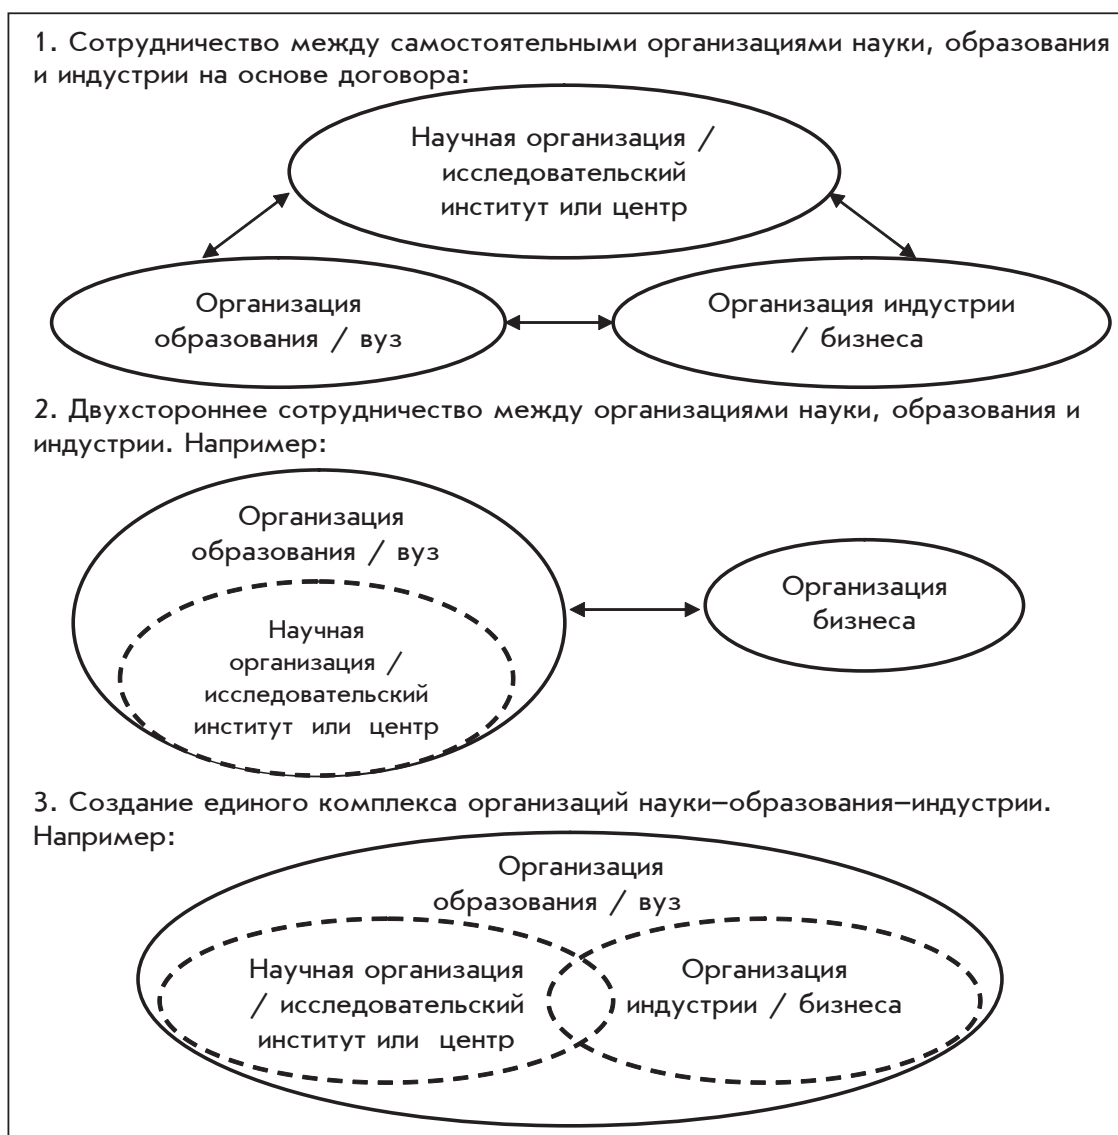 1. Сотрудничество между самостоятельными организациями науки, образования
и индустрии на основе договора:
Научная организация /
исследовательский
институт или центр
Организация
образования / вуз
Организация индустрии
/ бизнеса
2. Двухстороннее сотрудничество между организациями науки, образования и
индустрии. Например:
Организация
образования / вуз
Научная
организация /
исследовательский
институт или центр
Организация
бизнеса
3. Создание единого комплекса организаций науки–образования–индустрии.
Например:
Организация
образования / вуз
Научная организация
/ исследовательский
институт или центр
Организация
индустрии / бизнеса